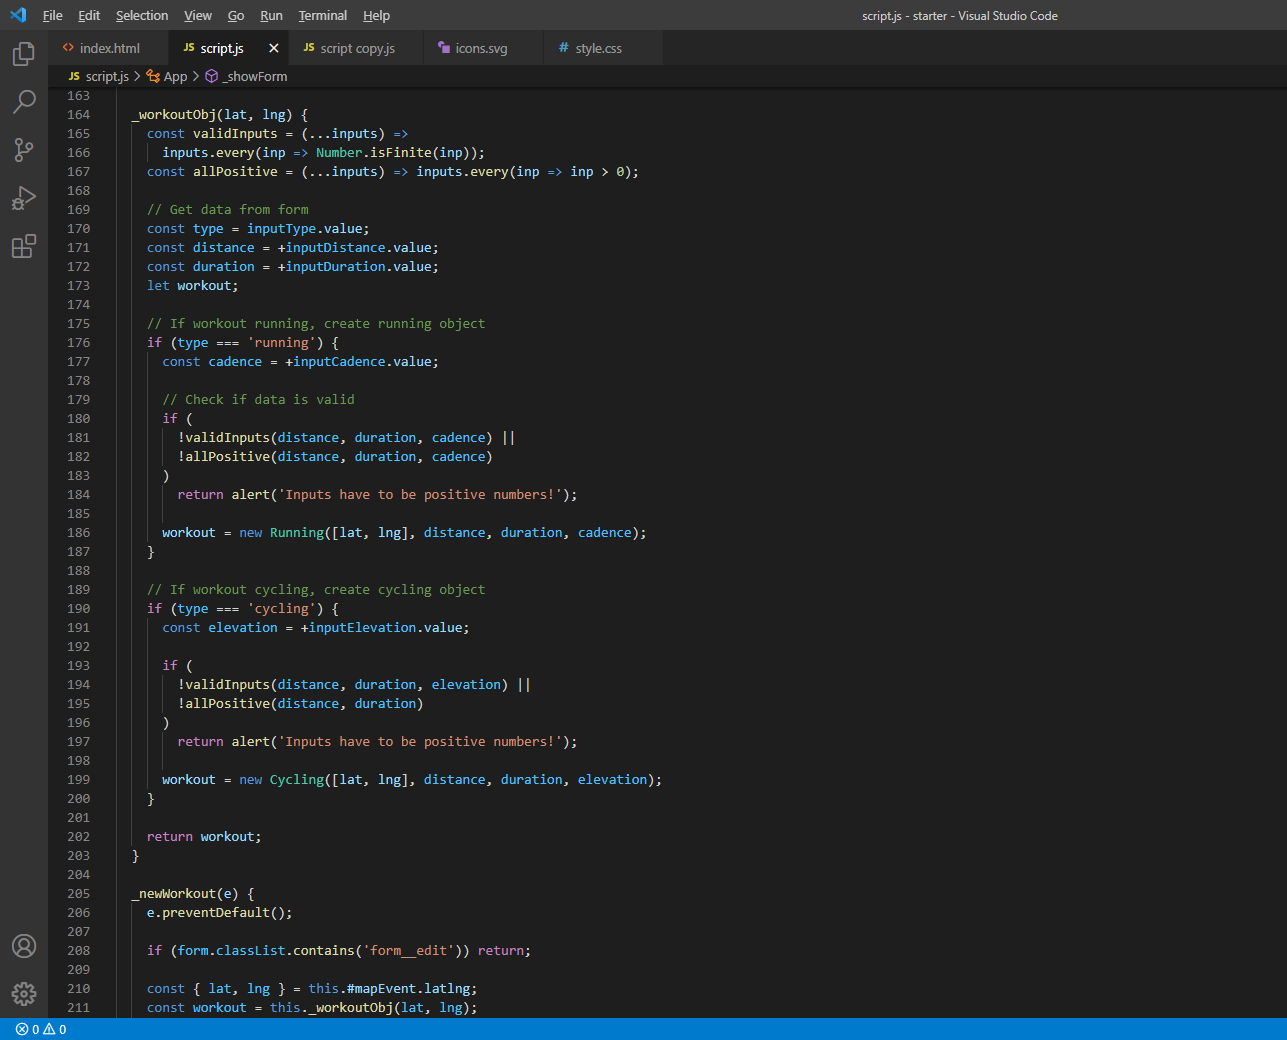 File Edit Selection View Go Run Terminal Help script.js - starter - Visual Studio Code
<> index.html JS script.js × JS script copy.js icons.svg # style.css
JS script.js > App > _showForm
163
164 _workoutObj(lat, lng) {
165 const validInputs = (...inputs) =>
166 inputs.every(inp => Number.isFinite(inp));
167 const allPositive = (...inputs) => inputs.every(inp => inp > 0);
168
169 // Get data from form
170 const type = inputType.value;
171 const distance = +inputDistance.value;
172 const duration = +inputDuration.value;
173 let workout;
174
175 // If workout running, create running object
176 if (type === 'running') {
177 const cadence = +inputCadence.value;
178
179 // Check if data is valid
180 if (
181 !validInputs(distance, duration, cadence) ||
182 !allPositive(distance, duration, cadence)
183 )
184 return alert('Inputs have to be positive numbers!');
185
186 workout = new Running([lat, lng], distance, duration, cadence);
187 }
188
189 // If workout cycling, create cycling object
190 if (type === 'cycling') {
191 const elevation = +inputElevation.value;
192
193 if (
194 !validInputs(distance, duration, elevation) ||
195 !allPositive(distance, duration)
196 )
197 return alert('Inputs have to be positive numbers!');
198
199 workout = new Cycling([lat, lng], distance, duration, elevation);
200 }
201
202 return workout;
203 }
204
205 _newWorkout(e) {
206 e.preventDefault();
207
208 if (form.classList.contains('form__edit')) return;
209
210 const { lat, lng } = this.#mapEvent.latlng;
211 const workout = this._workoutObj(lat, lng);
0 0